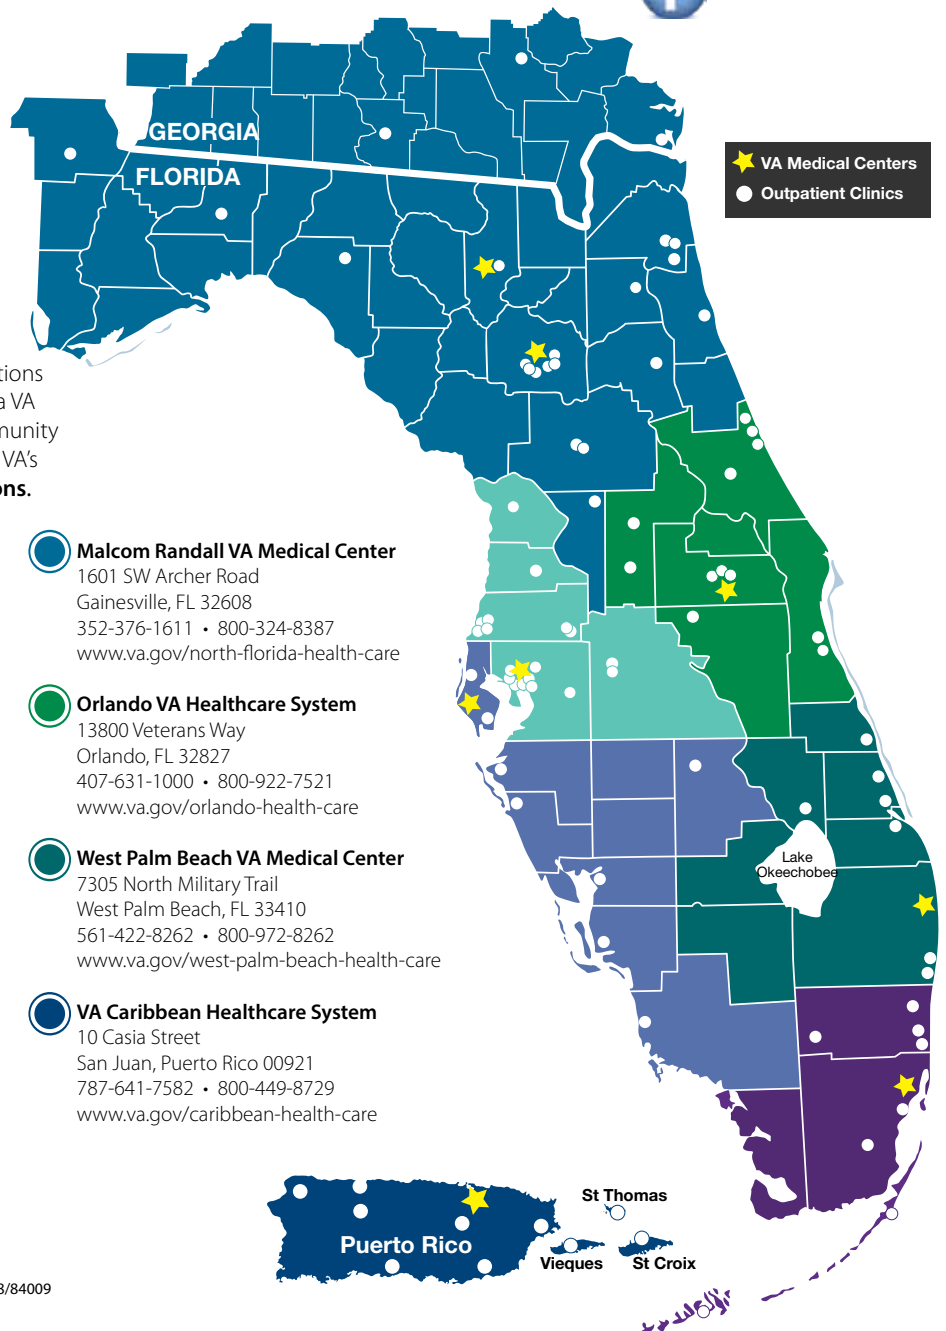 GEORGIA
FLORIDA
VA Medical Centers
Outpatient Clinics
VA
VA's
ons.
Malcom Randall VA Medical Center
1601 SW Archer Road
Gainesville, FL 32608
352-376-1611 • 800-324-8387
www.va.gov/north-florida-health-care
Orlando VA Healthcare System
13800 Veterans Way
Orlando, FL 32827
407-631-1000 • 800-922-7521
www.va.gov/orlando-health-care
West Palm Beach VA Medical Center
7305 North Military Trail
West Palm Beach, FL 33410
561-422-8262 • 800-972-8262
www.va.gov/west-palm-beach-health-care
VA Caribbean Healthcare System
10 Casia Street
San Juan, Puerto Rico 00921
787-641-7582 • 800-449-8729
www.va.gov/caribbean-health-care
Lake
Okeechobee
St Thomas
Puerto Rico
Vieques
St Croix
/84009